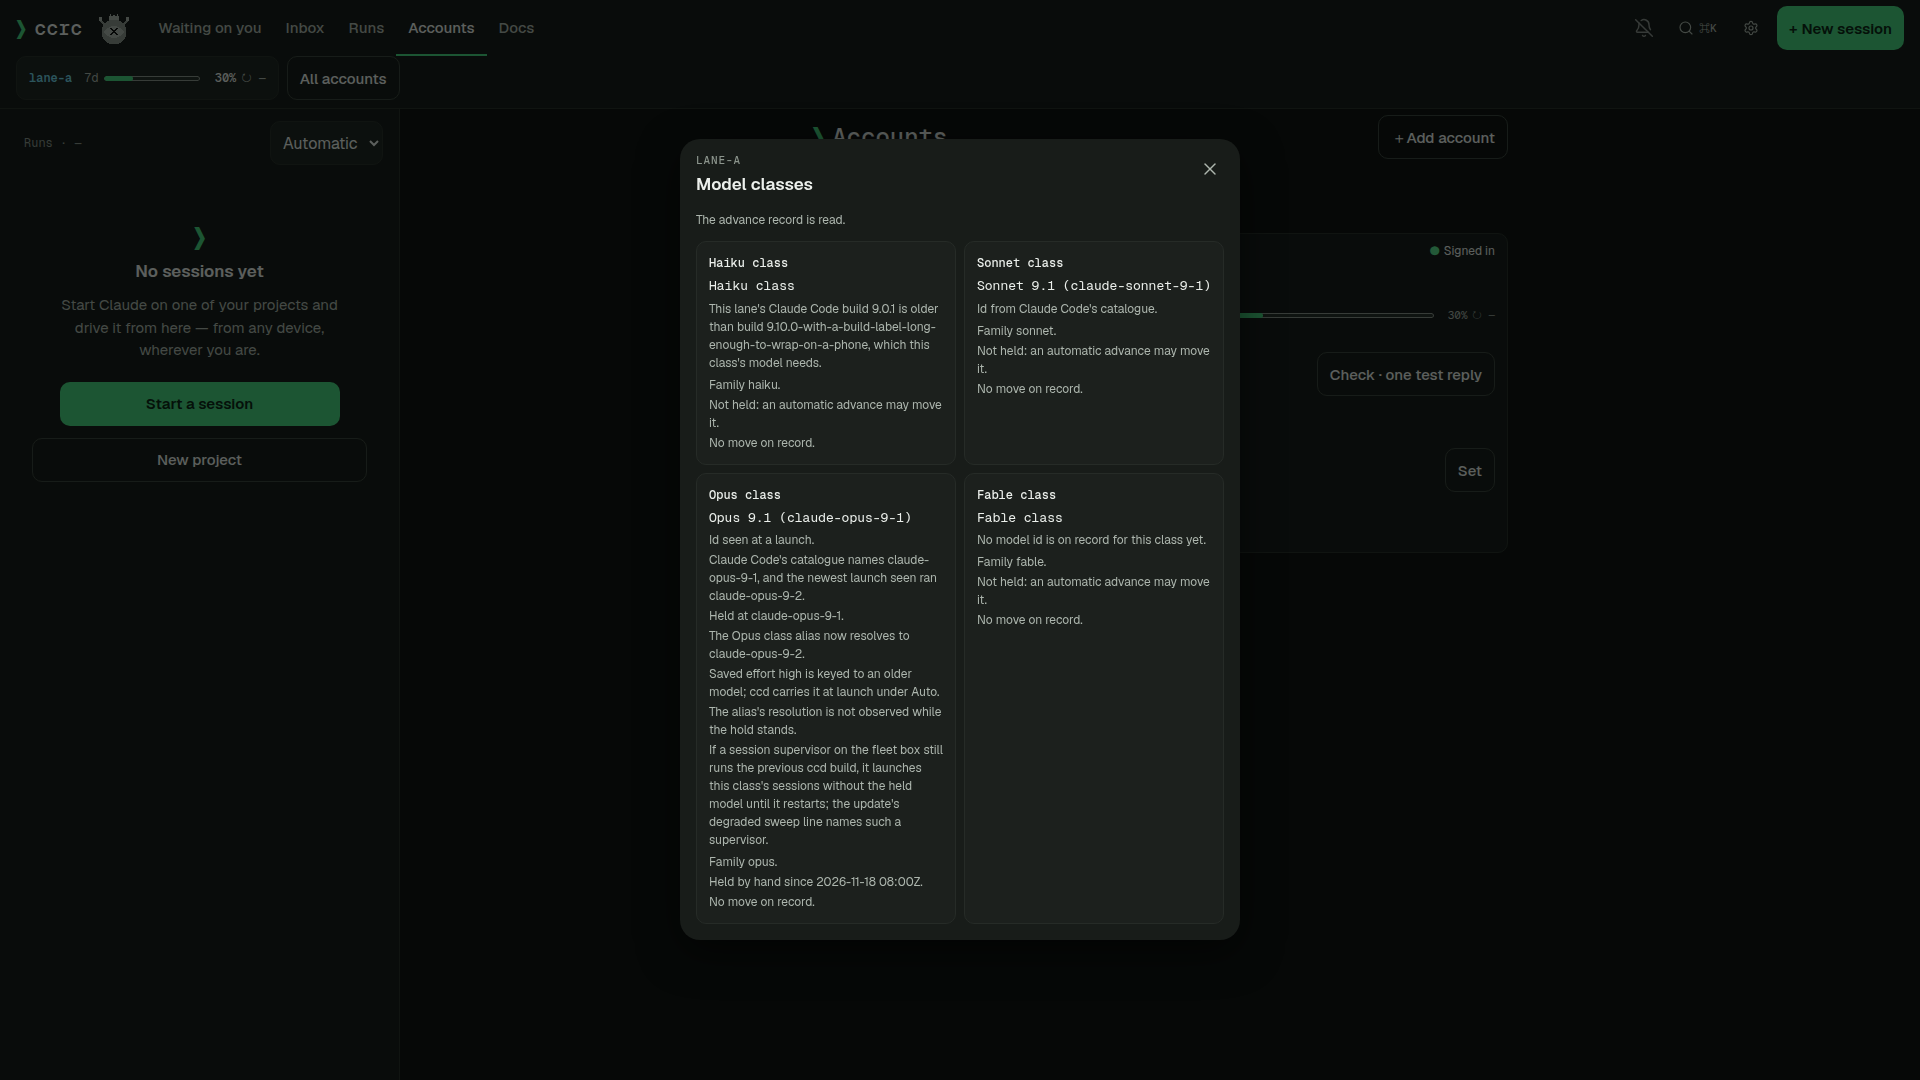 ccrc
Waiting on you
Inbox
Runs
Accounts
Docs
⌘K
+ New session
lane-a 7d 30% –
All accounts
Runs · –
Automatic
No sessions yet
Start Claude on one of your projects and
drive it from here — from any device,
wherever you are.
Start a session
New project
Accounts
+ Add account
Signed in
30% –
Check · one test reply
Set
LANE-A
Model classes
The advance record is read.
Haiku class
Haiku class
This lane's Claude Code build 9.0.1 is older
than build 9.10.0-with-a-build-label-long-
enough-to-wrap-on-a-phone, which this
class's model needs.
Family haiku.
Not held: an automatic advance may move
it.
No move on record.
Sonnet class
Sonnet 9.1 (claude-sonnet-9-1)
Id from Claude Code's catalogue.
Family sonnet.
Not held: an automatic advance may move
it.
No move on record.
Opus class
Opus 9.1 (claude-opus-9-1)
Id seen at a launch.
Claude Code's catalogue names claude-
opus-9-1, and the newest launch seen ran
claude-opus-9-2.
Held at claude-opus-9-1.
The Opus class alias now resolves to
claude-opus-9-2.
Saved effort high is keyed to an older
model; ccd carries it at launch under Auto.
The alias's resolution is not observed while
the hold stands.
If a session supervisor on the fleet box still
runs the previous ccd build, it launches
this class's sessions without the held
model until it restarts; the update's
degraded sweep line names such a
supervisor.
Family opus.
Held by hand since 2026-11-18 08:00Z.
No move on record.
Fable class
Fable class
No model id is on record for this class yet.
Family fable.
Not held: an automatic advance may move
it.
No move on record.